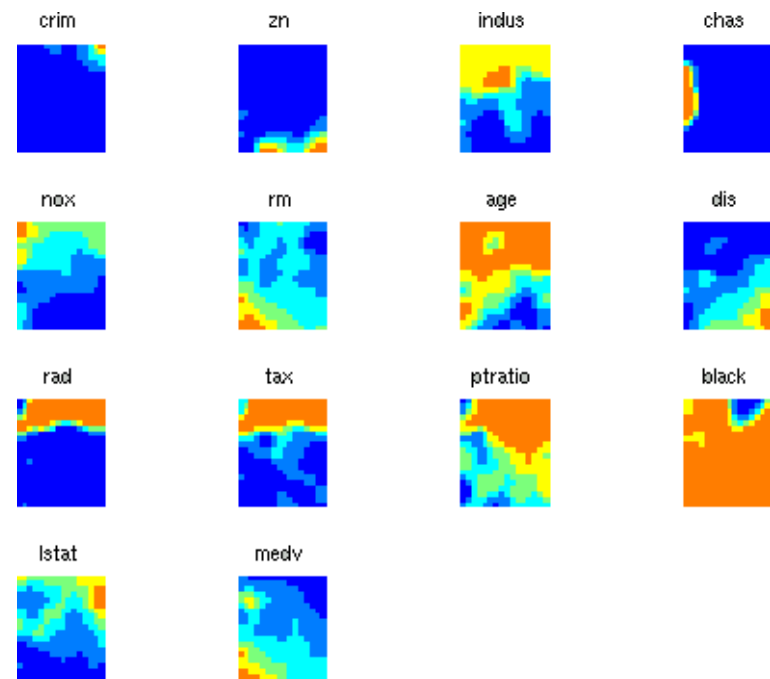 crim zn indus chas
nox rm age dis
rad tax ptratio black
lstat medv